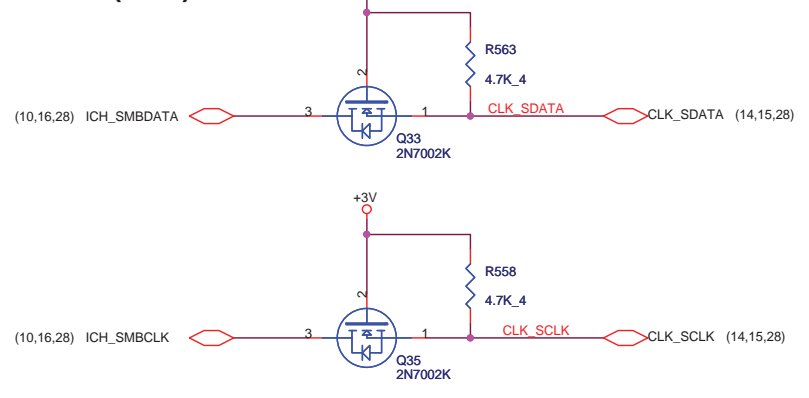 R563
2
4.7K_4
(10,16,28) ICH_SMBDATA 3 1 CLK_SDATA CLK_SDATA (14,15,28)
Q33
2N7002K
+3V
R558
2
4.7K_4
(10,16,28) ICH_SMBCLK 3 1 CLK_SCLK CLK_SCLK (14,15,28)
Q35
2N7002K